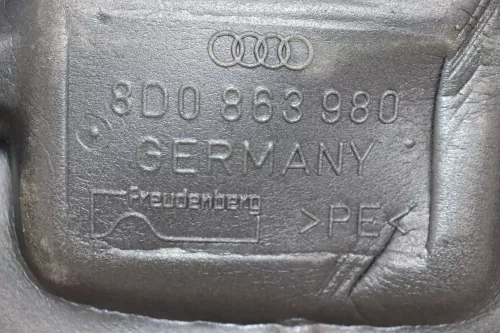 8D0 863 980
GERMANY
Freudenberg
>PE<